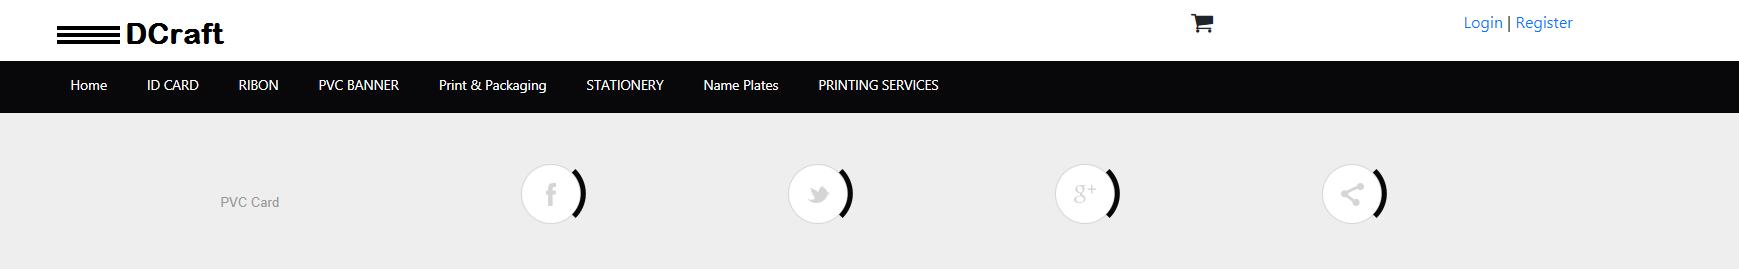 DCraft
Login | Register
Home ID CARD RIBON PVC BANNER Print & Packaging STATIONERY Name Plates PRINTING SERVICES
PVC Card f g+